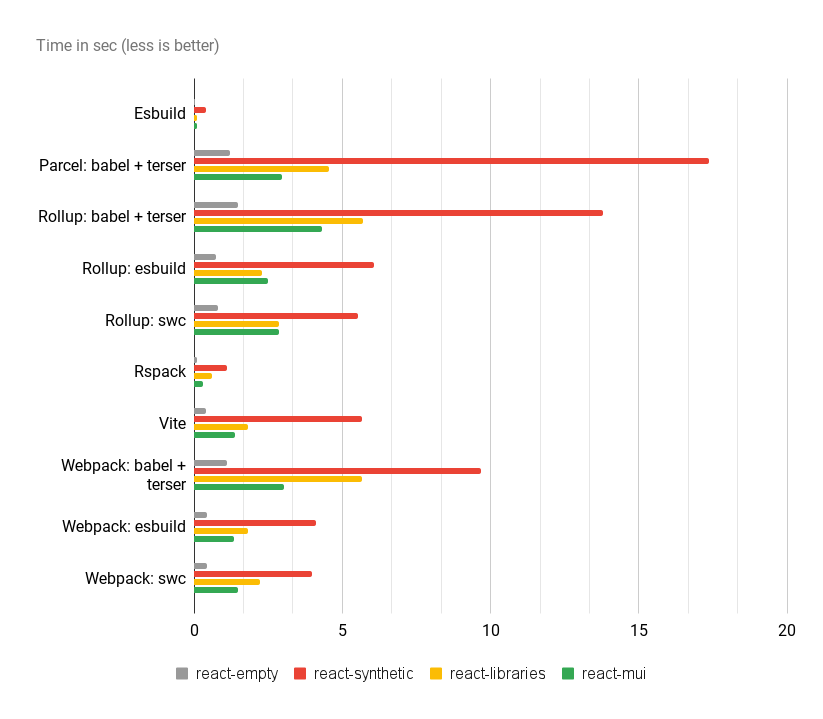 Time in sec (less is better)
Esbuild
Parcel: babel + terser
Rollup: babel + terser
Rollup: esbuild
Rollup: swc
Rspack
Vite
Webpack: babel +
terser
Webpack: esbuild
Webpack: swc
0 5 10 15 20
react-empty react-synthetic react-libraries react-mui